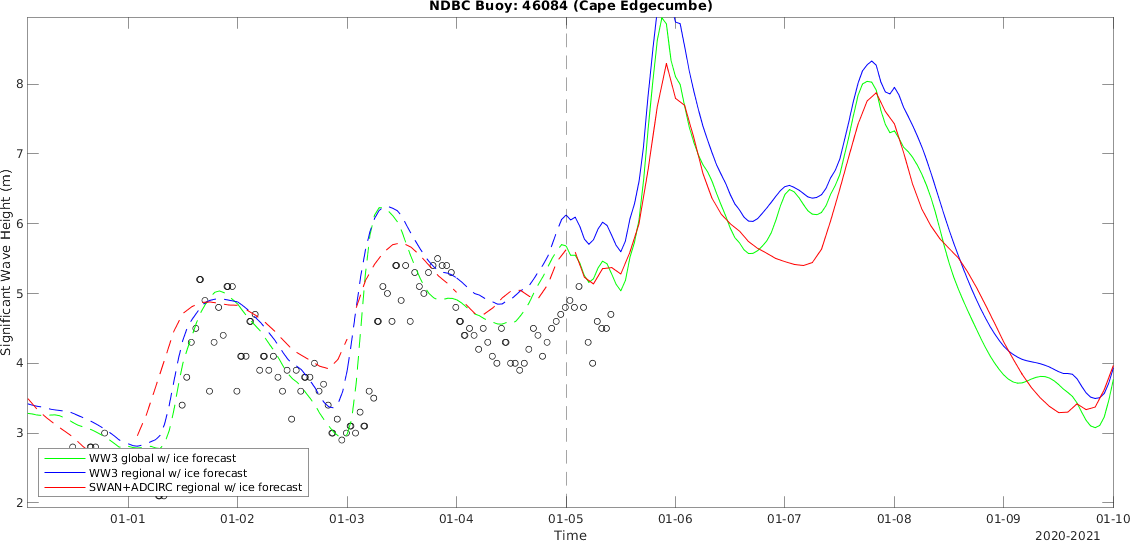 NDBC Buoy: 46084 (Cape Edgecumbe)
Significant Wave Height (m)
8
7
6
5
4
3
2
WW3 global w/ ice forecast
WW3 regional w/ ice forecast
SWAN+ADCIRC regional w/ ice forecast
01-01 01-02 01-03 01-04 01-05 01-06 01-07 01-08 01-09 01-10
Time
2020-2021